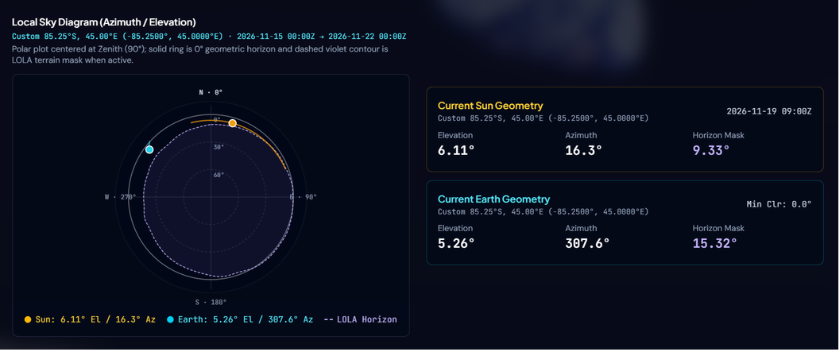 Local Sky Diagram (Azimuth / Elevation)
Custom 85.25°S, 45.00°E (-85.2500°, 45.0000°E) · 2026-11-15 00:00Z → 2026-11-22 00:00Z
Polar plot centered at Zenith (90°); solid ring is 0° geometric horizon and dashed violet contour is
LOLA terrain mask when active.
N · 0°
0°
30°
60°
W · 270°
E · 90°
S · 180°
Sun: 6.11° El / 16.3° Az
Earth: 5.26° El / 307.6° Az
-- LOLA Horizon
Current Sun Geometry
Custom 85.25°S, 45.00°E (-85.2500°, 45.0000°E)
2026-11-19 09:00Z
Elevation
Azimuth
Horizon Mask
6.11°
16.3°
9.33°
Current Earth Geometry
Custom 85.25°S, 45.00°E (-85.2500°, 45.0000°E)
Min Clr: 0.0°
Elevation
Azimuth
Horizon Mask
5.26°
307.6°
15.32°